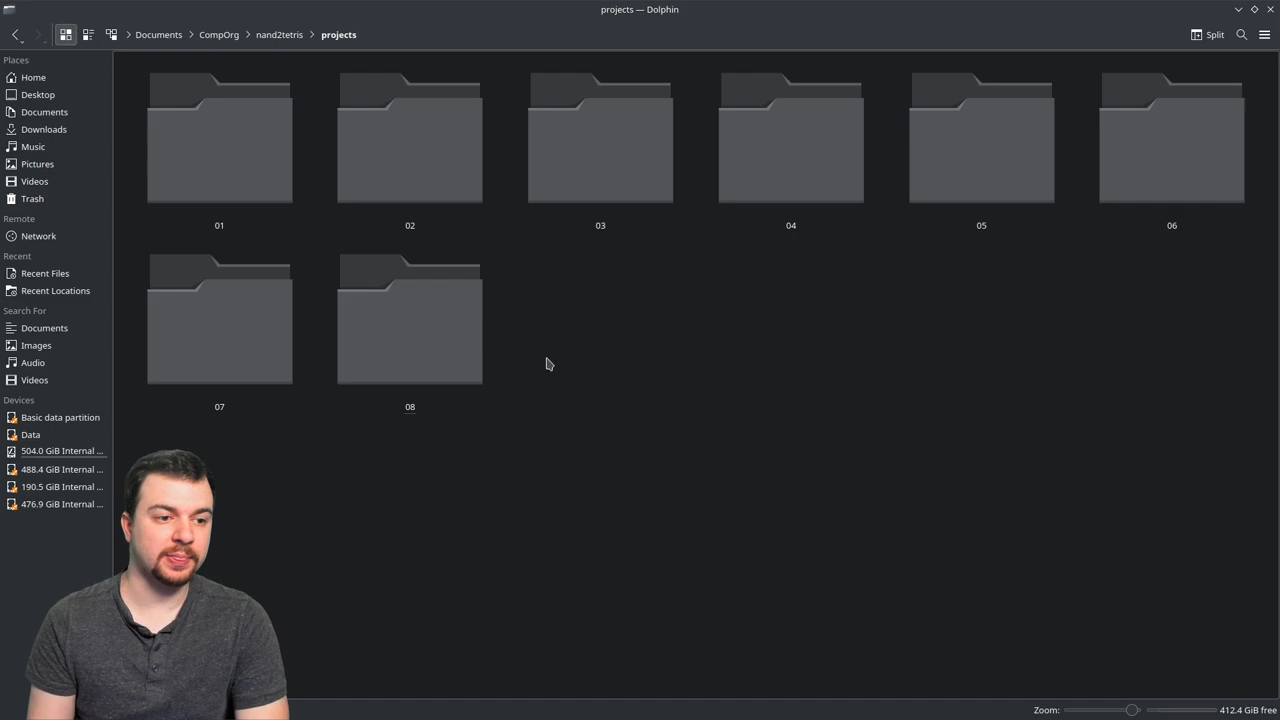 projects — Dolphin
Documents
CompOrg
nand2tetris
projects
Split
Places
Home
Desktop
Documents
Downloads
Music
Pictures
Videos
Trash
Remote
Network
Recent
Recent Files
Recent Locations
Search For
Documents
Images
Audio
Videos
Devices
Basic data partition
Data
504.0 GiB Internal ...
488.4 GiB Internal ...
190.5 GiB Internal ...
476.9 GiB Internal ...
01
02
03
04
05
06
07
08
Zoom:
412.4 GiB free